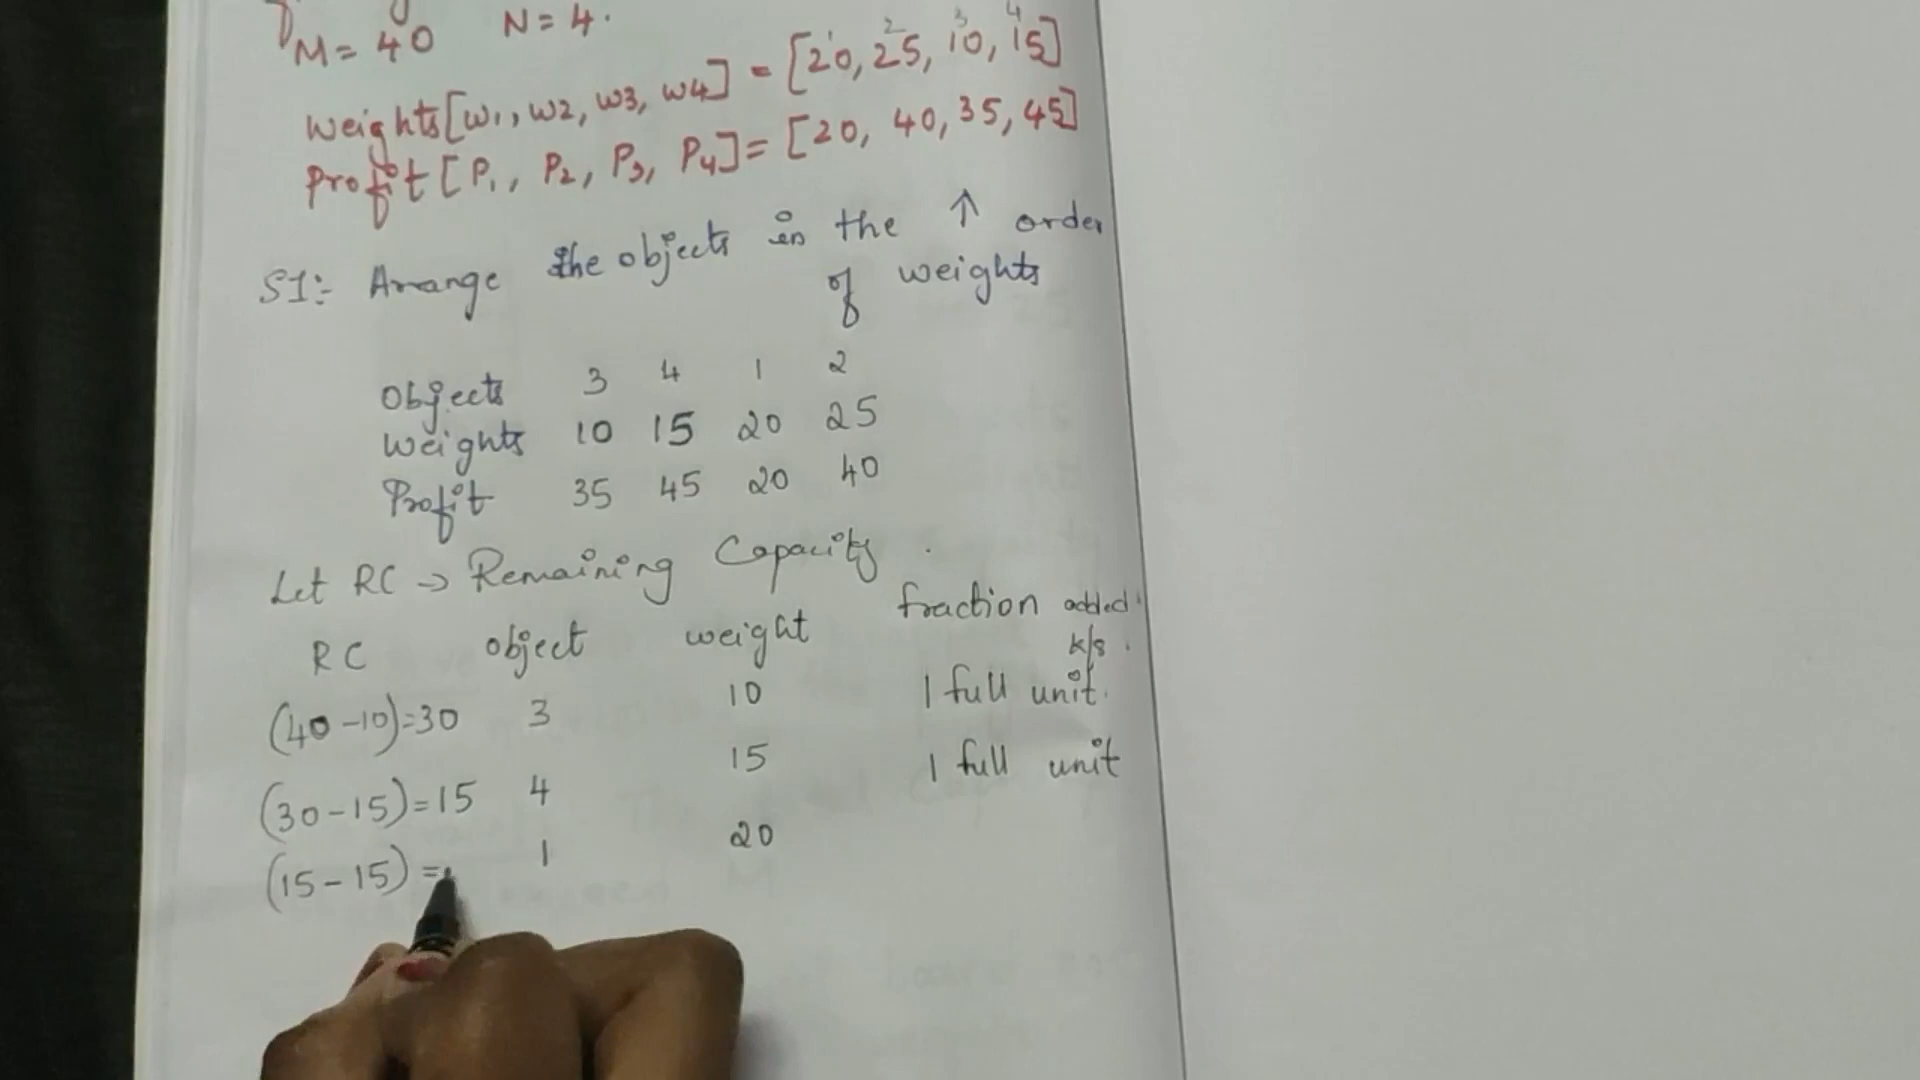 M = 40 N = 4.
1 2 3 4
Weights[w1, w2, w3, w4] = [20, 25, 10, 15]
Profit [P1, P2, P3, P4] = [20, 40, 35, 45]
S1:- Arrange the objects in the ↑ order
of weights
Objects 3 4 1 2
Weights 10 15 20 25
Profit 35 45 20 40
Let RC → Remaining Capacity.
RC object weight fraction added
k/s.
(40-10)=30 3 10 1 full unit.
(30-15)=15 4 15 1 full unit
(15-15) = 1 20